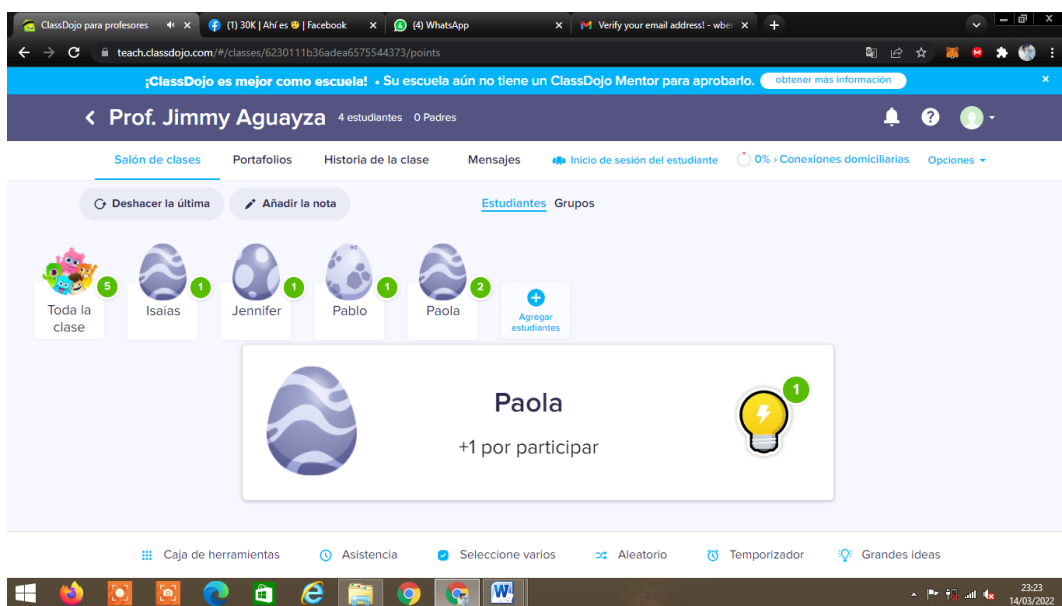 ClassDojo para profesores
(1) 30K | Ahí es 🤯 | Facebook
(4) WhatsApp
Verify your email address! - wber
teach.classdojo.com/#/classes/6230111b36adea6575544373/points
¡ClassDojo es mejor como escuela! • Su escuela aún no tiene un ClassDojo Mentor para aprobarlo. obtener más información ×
Prof. Jimmy Aguayza 4 estudiantes 0 Padres ?
Salón de clases Portafolios Historia de la clase Mensajes Inicio de sesión del estudiante 0% › Conexiones domiciliarias Opciones
Deshacer la última Añadir la nota Estudiantes Grupos
5 1 1 1 2
Toda la clase
Isaías
Jennifer
Pablo
Paola
Agregar
estudiantes
1
Paola
+1 por participar
Caja de herramientas Asistencia Seleccione varios Aleatorio Temporizador Grandes ideas
23:23
14/03/2022